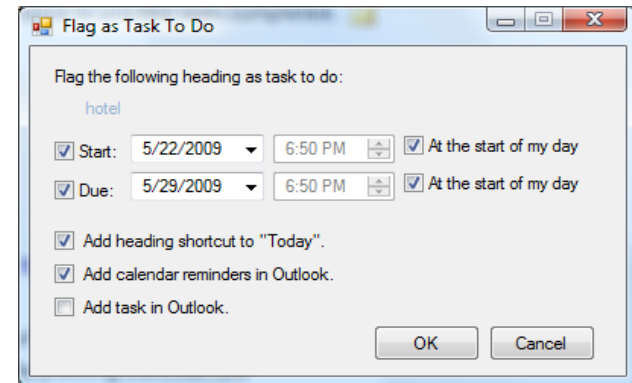 Flag as Task To Do
Flag the following heading as task to do:
hotel
Start: 5/22/2009 6:50 PM At the start of my day
Due: 5/29/2009 6:50 PM At the start of my day
Add heading shortcut to "Today".
Add calendar reminders in Outlook.
Add task in Outlook.
OK Cancel